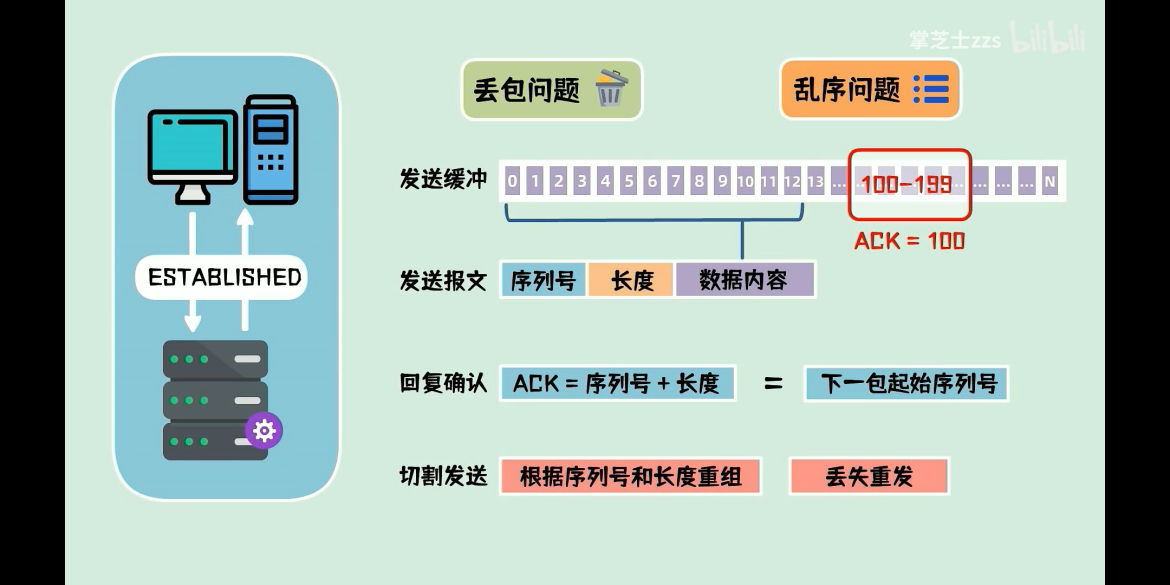 掌芝士zzs bilibili
丢包问题 乱序问题
发送缓冲 0 1 2 3 4 5 6 7 8 9 10 11 12 13 ... 100-199 ... ... ... N
ACK = 100
ESTABLISHED
发送报文 序列号 长度 数据内容
回复确认 ACK = 序列号 + 长度 = 下一包起始序列号
切割发送 根据序列号和长度重组 丢失重发